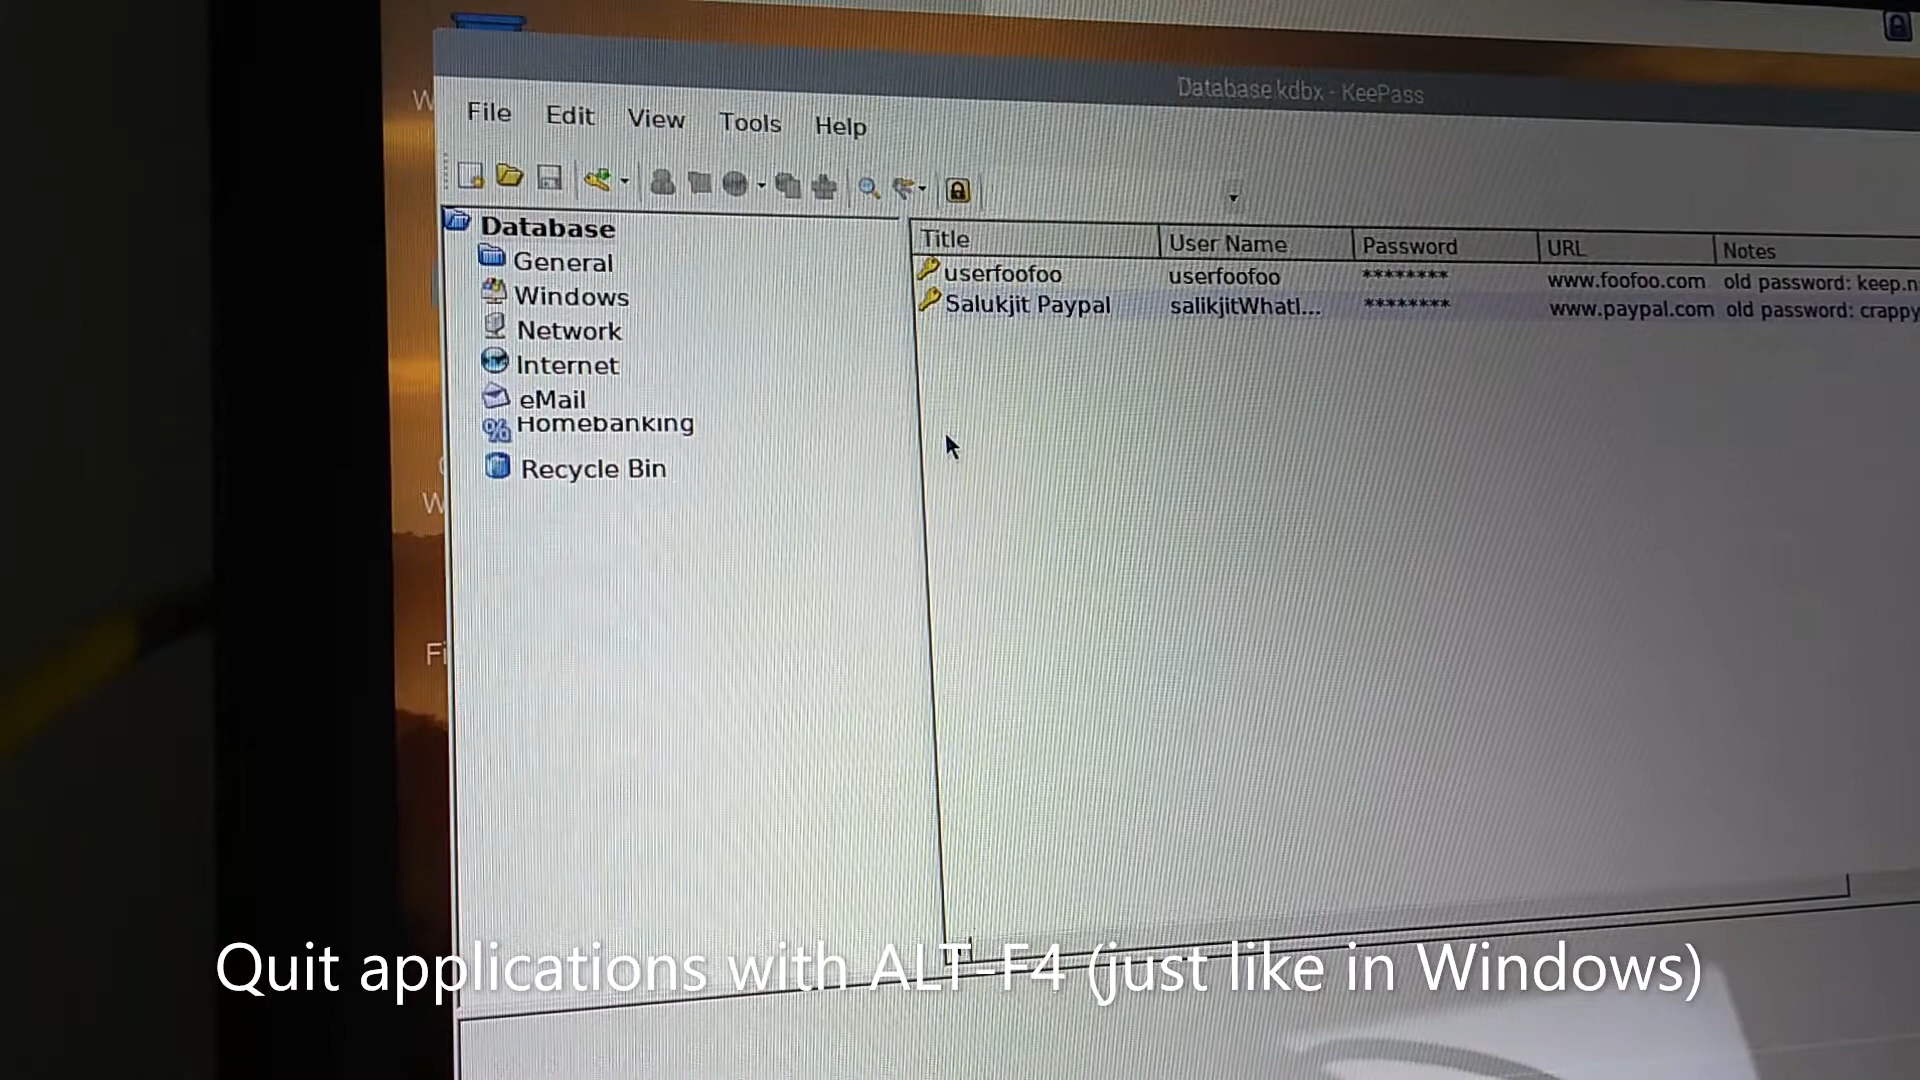 Database.kdbx - KeePass
File Edit View Tools Help
Database
General
Windows
Network
Internet
eMail
Homebanking
Recycle Bin
Title User Name Password URL Notes
userfoofoo userfoofoo ******** www.foofoo.com old password: keep.n
Salukjit Paypal salikjitWhatI... ******** www.paypal.com old password: crappy
W
W
Fi
Quit applications with ALT-F4 (just like in Windows)